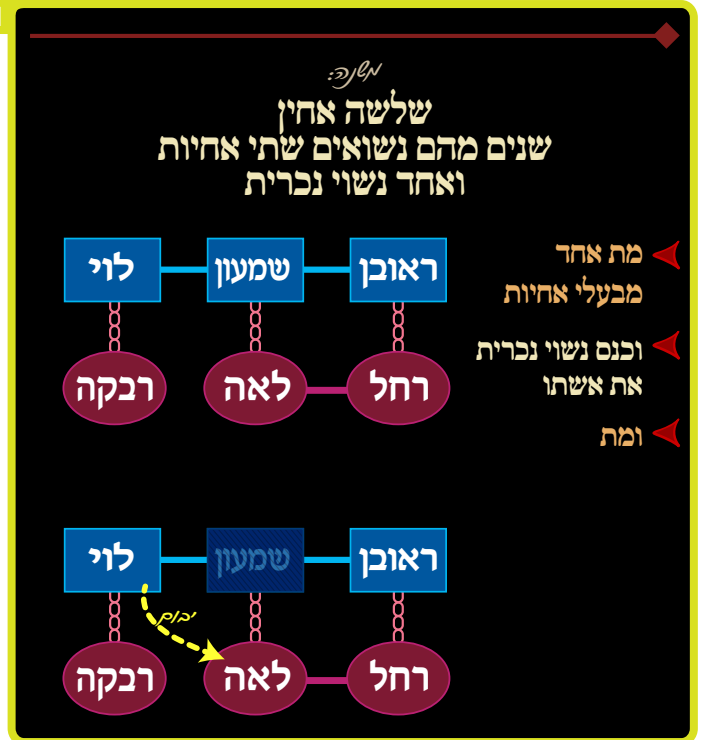 משנה:
שלשה אחין
שנים מהם נשואים שתי אחיות
ואחד נשוי נכרית
מת אחד
מבעלי אחיות
וכנס נשוי נכרית
את אשתו
ומת
ראובן שמעון לוי
רחל לאה רבקה
ראובן שמעון לוי
יבום
רחל לאה רבקה